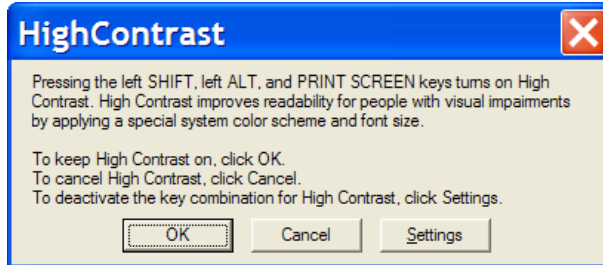 HighContrast
Pressing the left SHIFT, left ALT, and PRINT SCREEN keys turns on High
Contrast. High Contrast improves readability for people with visual impairments
by applying a special system color scheme and font size.
To keep High Contrast on, click OK.
To cancel High Contrast, click Cancel.
To deactivate the key combination for High Contrast, click Settings.
OK Cancel Settings